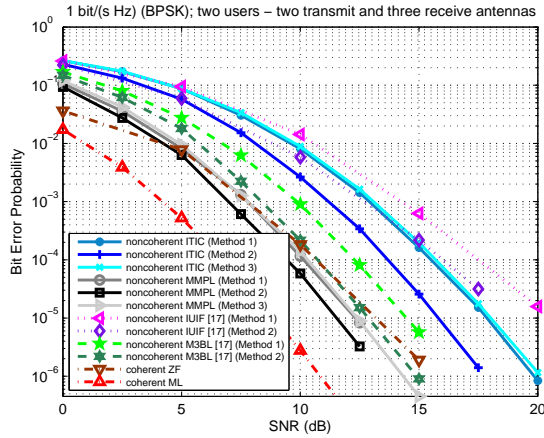 1 bit/(s Hz) (BPSK); two users − two transmit and three receive antennas
10^0
10^−1
10^−2
10^−3
10^−4
10^−5
10^−6
Bit Error Probability
noncoherent ITIC (Method 1)
noncoherent ITIC (Method 2)
noncoherent ITIC (Method 3)
noncoherent MMPL (Method 1)
noncoherent MMPL (Method 2)
noncoherent MMPL (Method 3)
noncoherent IUIF [17] (Method 1)
noncoherent IUIF [17] (Method 2)
noncoherent M3BL [17] (Method 1)
noncoherent M3BL [17] (Method 2)
coherent ZF
coherent ML
0 5 10 15 20
SNR (dB)